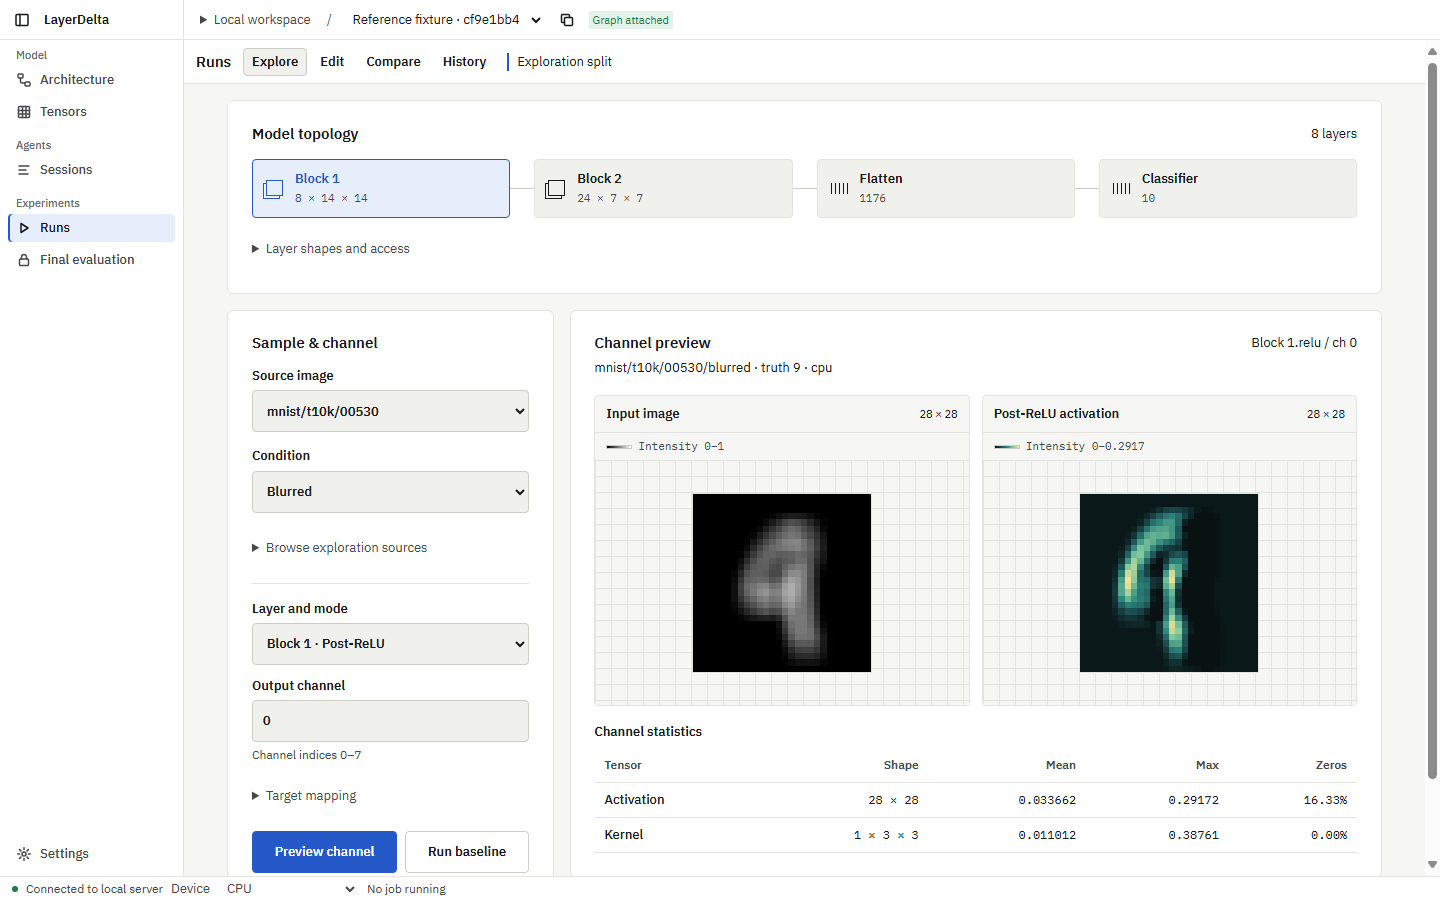 LayerDelta
Local workspace / Reference fixture · cf9e1bb4 Graph attached
Model
Architecture
Tensors
Agents
Sessions
Experiments
Runs
Final evaluation
Settings
Runs Explore Edit Compare History Exploration split
Model topology 8 layers
Block 1
8 × 14 × 14
Block 2
24 × 7 × 7
Flatten
1176
Classifier
10
Layer shapes and access
Sample & channel
Source image
mnist/t10k/00530
Condition
Blurred
Browse exploration sources
Layer and mode
Block 1 · Post-ReLU
Output channel
0
Channel indices 0–7
Target mapping
Preview channel Run baseline
Channel preview Block 1.relu / ch 0
mnist/t10k/00530/blurred · truth 9 · cpu
Input image 28 × 28
Intensity 0–1
Post-ReLU activation 28 × 28
Intensity 0–0.2917
Channel statistics
Tensor Shape Mean Max Zeros
Activation 28 × 28 0.033662 0.29172 16.33%
Kernel 1 × 3 × 3 0.011012 0.38761 0.00%
Connected to local server Device CPU No job running